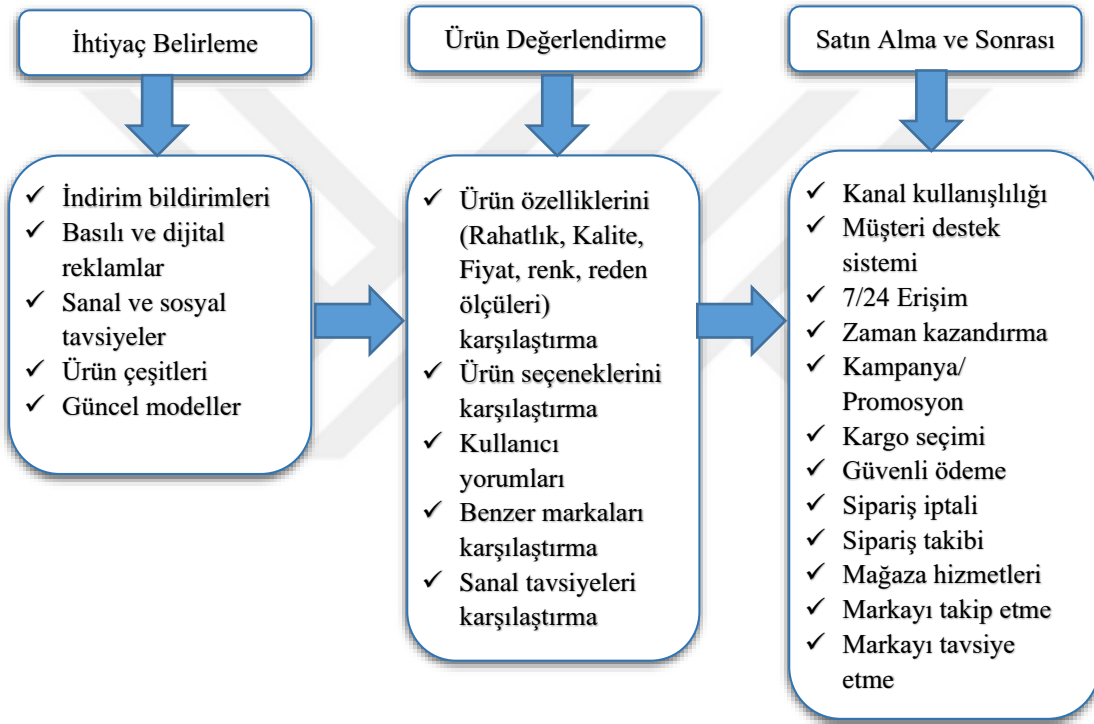 İhtiyaç Belirleme
Ürün Değerlendirme
Satın Alma ve Sonrası
✓ İndirim bildirimleri
✓ Basılı ve dijital
reklamlar
✓ Sanal ve sosyal
tavsiyeler
✓ Ürün çeşitleri
✓ Güncel modeller
✓ Ürün özelliklerini
(Rahatlık, Kalite,
Fiyat, renk, reden
ölçüleri)
karşılaştırma
✓ Ürün seçeneklerini
karşılaştırma
✓ Kullanıcı
yorumları
✓ Benzer markaları
karşılaştırma
✓ Sanal tavsiyeleri
karşılaştırma
✓ Kanal kullanışlılığı
✓ Müşteri destek
sistemi
✓ 7/24 Erişim
✓ Zaman kazandırma
✓ Kampanya/
Promosyon
✓ Kargo seçimi
✓ Güvenli ödeme
✓ Sipariş iptali
✓ Sipariş takibi
✓ Mağaza hizmetleri
✓ Markayı takip etme
✓ Markayı tavsiye
etme